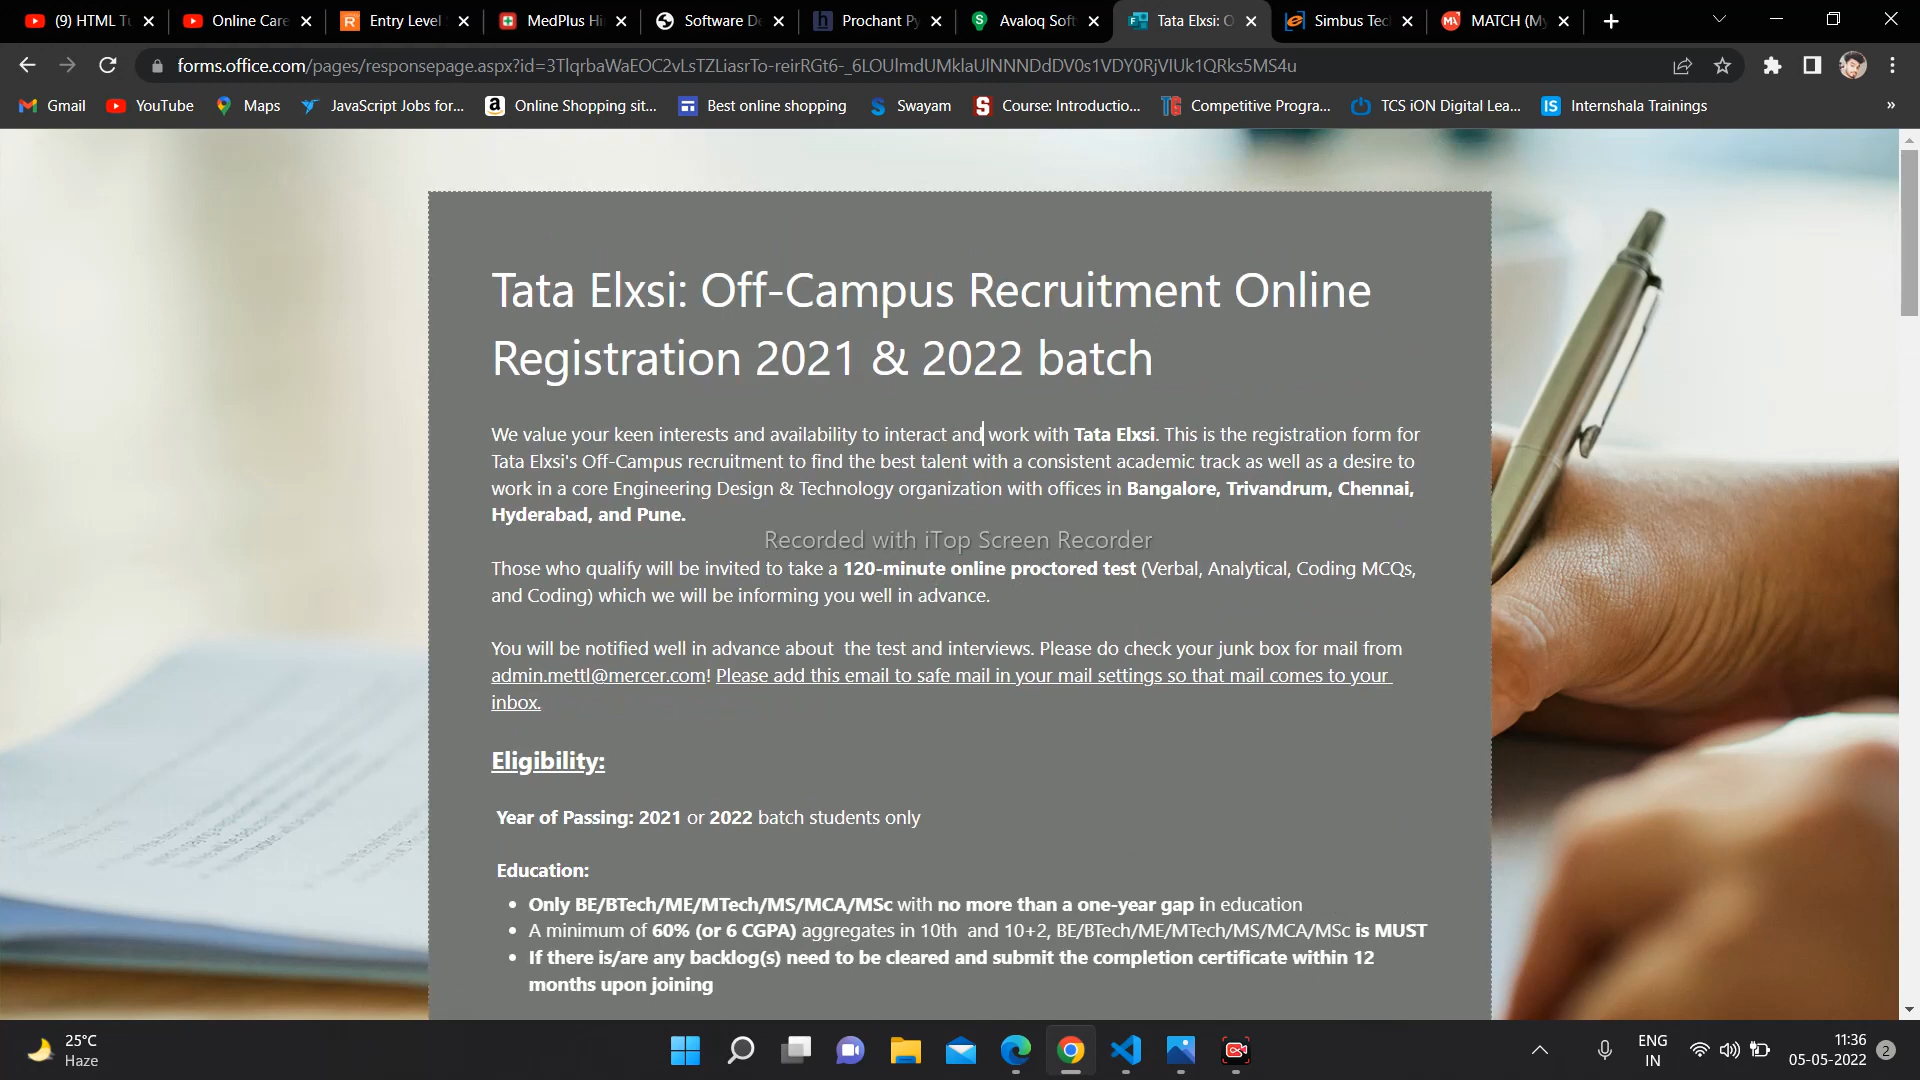 (9) HTML Tu
Online Care
Entry Level
MedPlus Hi
Software De
Prochant Py
Avaloq Soft
Tata Elxsi: O
Simbus Tec
MATCH (My
forms.office.com/pages/responsepage.aspx?id=3TlqrbaWaEOC2vLsTZLiasrTo-reirRGt6-_6LOUlmdUMklaUlNNNDdDV0s1VDY0RjVIUk1QRks5MS4u
Gmail
YouTube
Maps
JavaScript Jobs for...
Online Shopping sit...
Best online shopping
Swayam
Course: Introductio...
Competitive Progra...
TCS iON Digital Lea...
Internshala Trainings
»
Tata Elxsi: Off-Campus Recruitment Online
Registration 2021 & 2022 batch
We value your keen interests and availability to interact and work with Tata Elxsi. This is the registration form for
Tata Elxsi's Off-Campus recruitment to find the best talent with a consistent academic track as well as a desire to
work in a core Engineering Design & Technology organization with offices in Bangalore, Trivandrum, Chennai,
Hyderabad, and Pune.
Recorded with iTop Screen Recorder
Those who qualify will be invited to take a 120-minute online proctored test (Verbal, Analytical, Coding MCQs,
and Coding) which we will be informing you well in advance.
You will be notified well in advance about  the test and interviews. Please do check your junk box for mail from
admin.mettl@mercer.com! Please add this email to safe mail in your mail settings so that mail comes to your
inbox.
Eligibility:
Year of Passing: 2021 or 2022 batch students only
Education:
• Only BE/BTech/ME/MTech/MS/MCA/MSc with no more than a one-year gap in education
• A minimum of 60% (or 6 CGPA) aggregates in 10th  and 10+2, BE/BTech/ME/MTech/MS/MCA/MSc is MUST
• If there is/are any backlog(s) need to be cleared and submit the completion certificate within 12
months upon joining
25°C
Haze
ENG
IN
11:36
05-05-2022
2